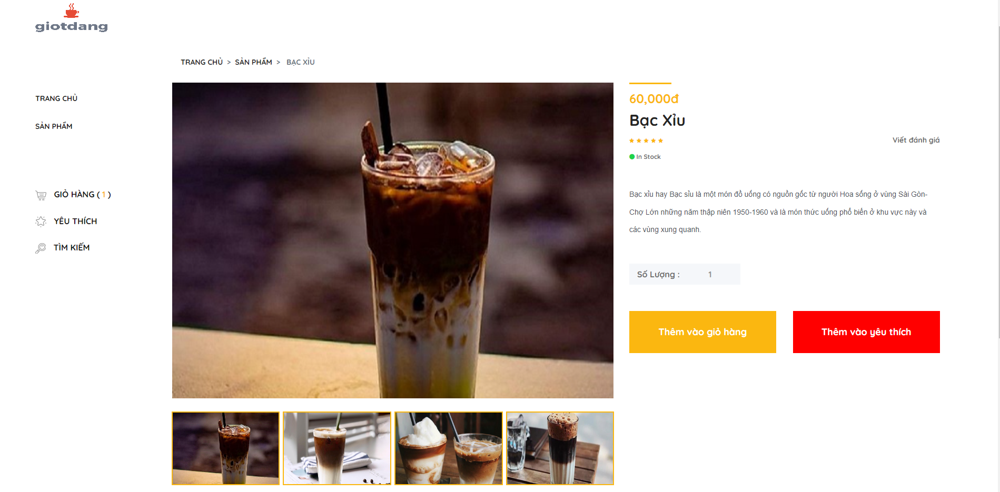 giotdang
TRANG CHỦ > SẢN PHẨM > BẠC XỈU
TRANG CHỦ
SẢN PHẨM
GIỎ HÀNG ( 1 )
YÊU THÍCH
TÌM KIẾM
60,000đ
Bạc Xỉu
Viết đánh giá
In Stock
Bạc xỉu hay Bạc sỉu là một món đồ uống có nguồn gốc từ người Hoa sống ở vùng Sài Gòn-
Chợ Lớn những năm thập niên 1950-1960 và là món thức uống phổ biến ở khu vực này và
các vùng xung quanh.
Số Lượng : 1
Thêm vào giỏ hàng
Thêm vào yêu thích